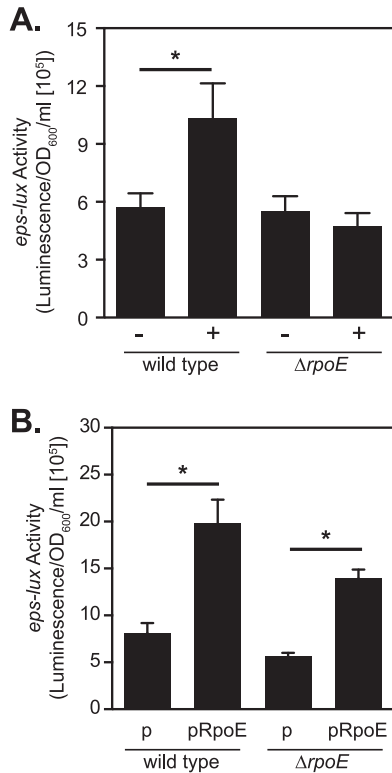 A.
eps-lux Activity
(Luminescence/OD600/ml [10⁵])
15
12
9
6
3
0
*
- + - +
wild type ΔrpoE
B.
eps-lux Activity
(Luminescence/OD600/ml [10⁵])
30
25
20
15
10
5
0
* *
p pRpoE p pRpoE
wild type ΔrpoE